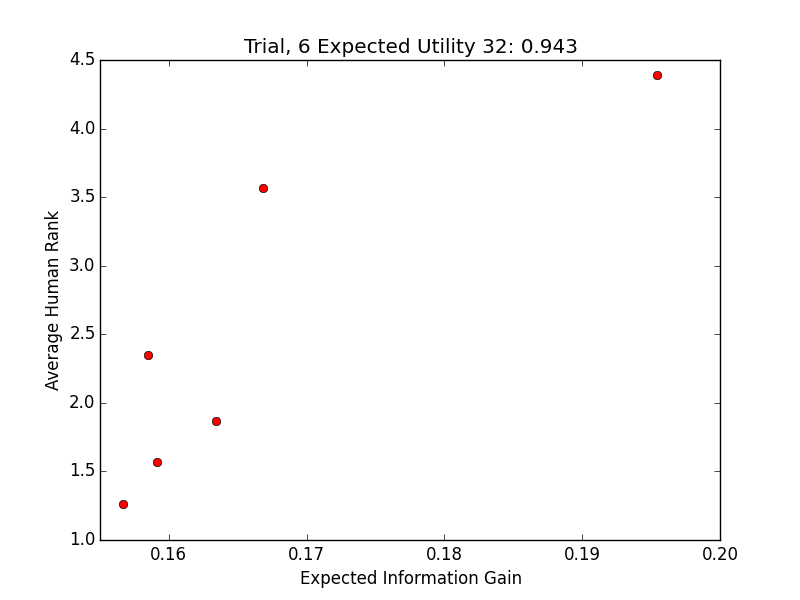 Trial, 6 Expected Utility 32: 0.943
4.5
4.0
3.5
3.0
2.5
2.0
1.5
1.0
Average Human Rank
0.16 0.17 0.18 0.19 0.20
Expected Information Gain